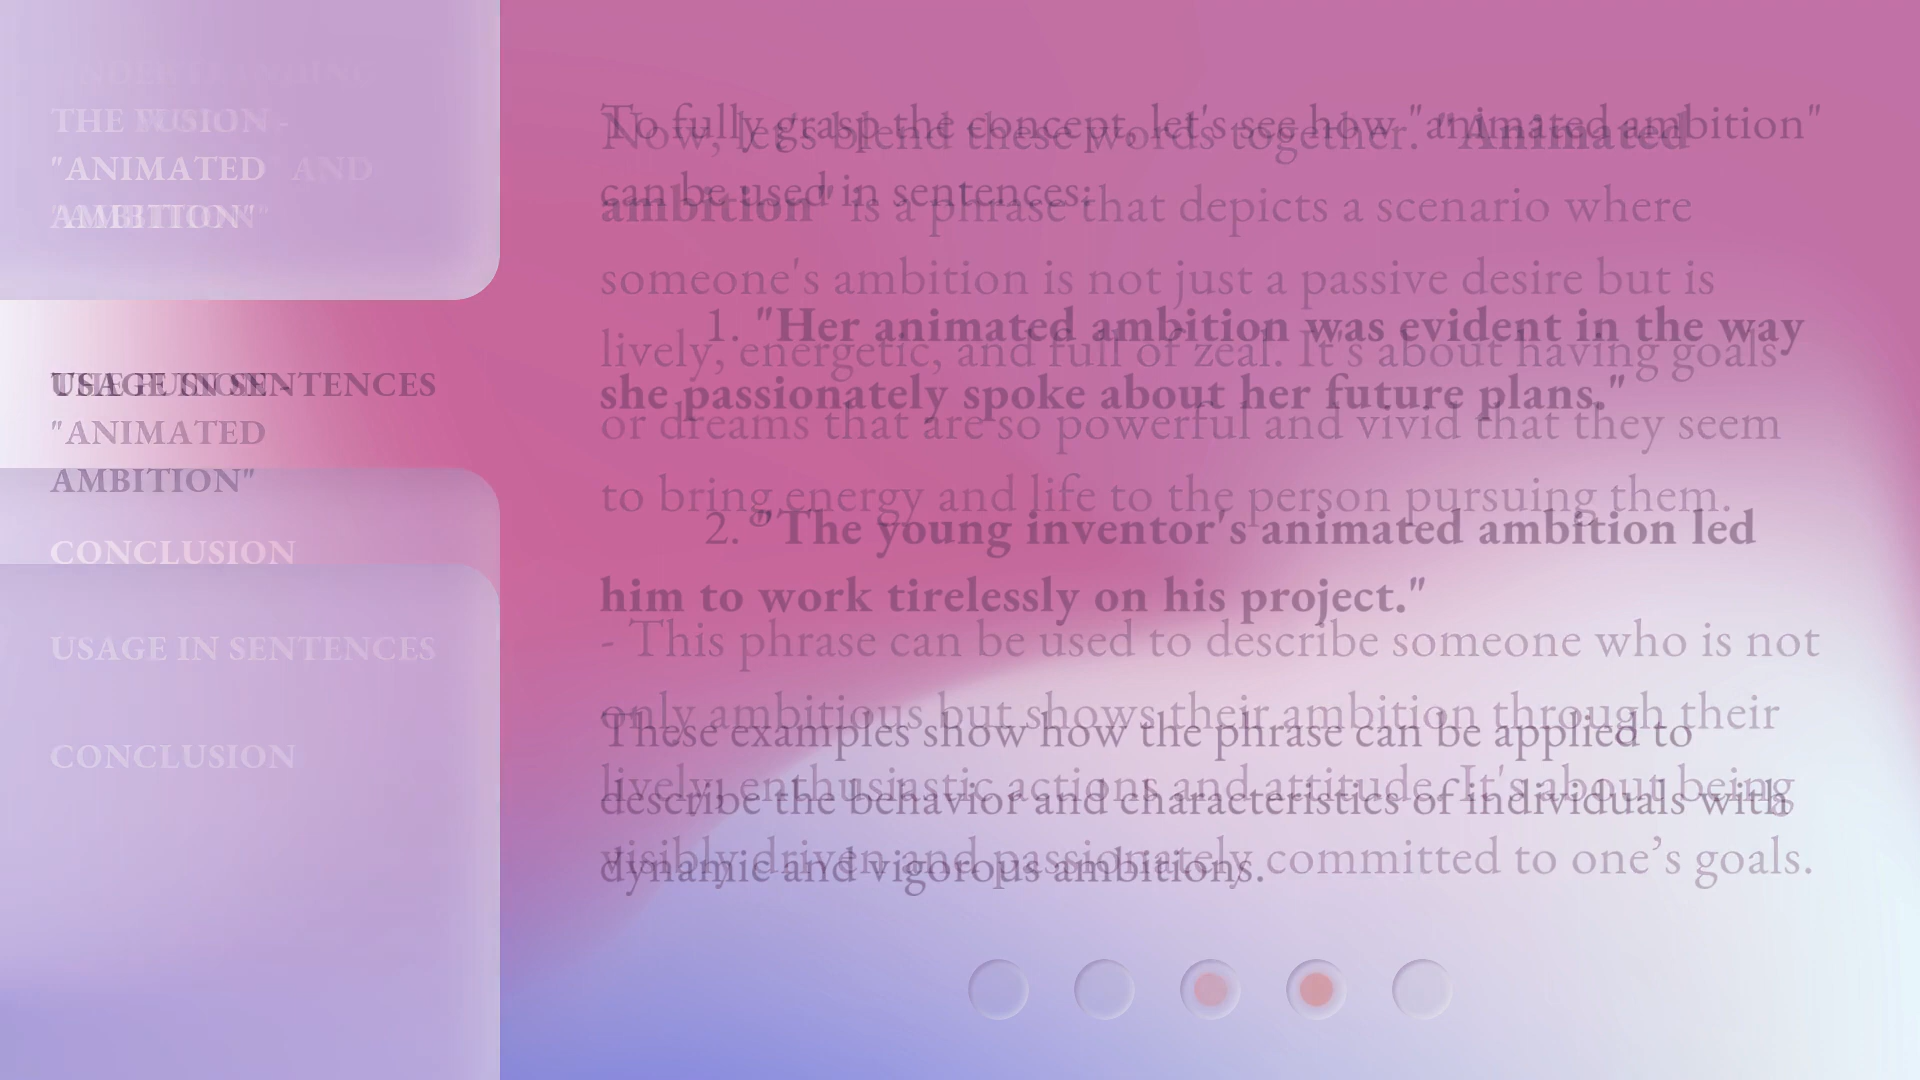 THE FUSION -
"ANIMATED
AMBITION"
AND
USAGE IN SENTENCES
"ANIMATED
AMBITION"
CONCLUSION
USAGE IN SENTENCES
CONCLUSION
To fully grasp the concept, let's see how "animated ambition"
can be used in sentences:
1. "Her animated ambition was evident in the way
she passionately spoke about her future plans."
2. "The young inventor's animated ambition led
him to work tirelessly on his project."
These examples show how the phrase can be applied to
describe the behavior and characteristics of individuals with
dynamic and vigorous ambitions.
Now, let's blend these words together. "Animated
ambition" is a phrase that depicts a scenario where
someone's ambition is not just a passive desire but is
lively, energetic, and full of zeal. It's about having goals
or dreams that are so powerful and vivid that they seem
to bring energy and life to the person pursuing them.
- This phrase can be used to describe someone who is not
only ambitious but shows their ambition through their
lively, enthusiastic actions and attitude. It's about being
visibly driven and passionately committed to one’s goals.